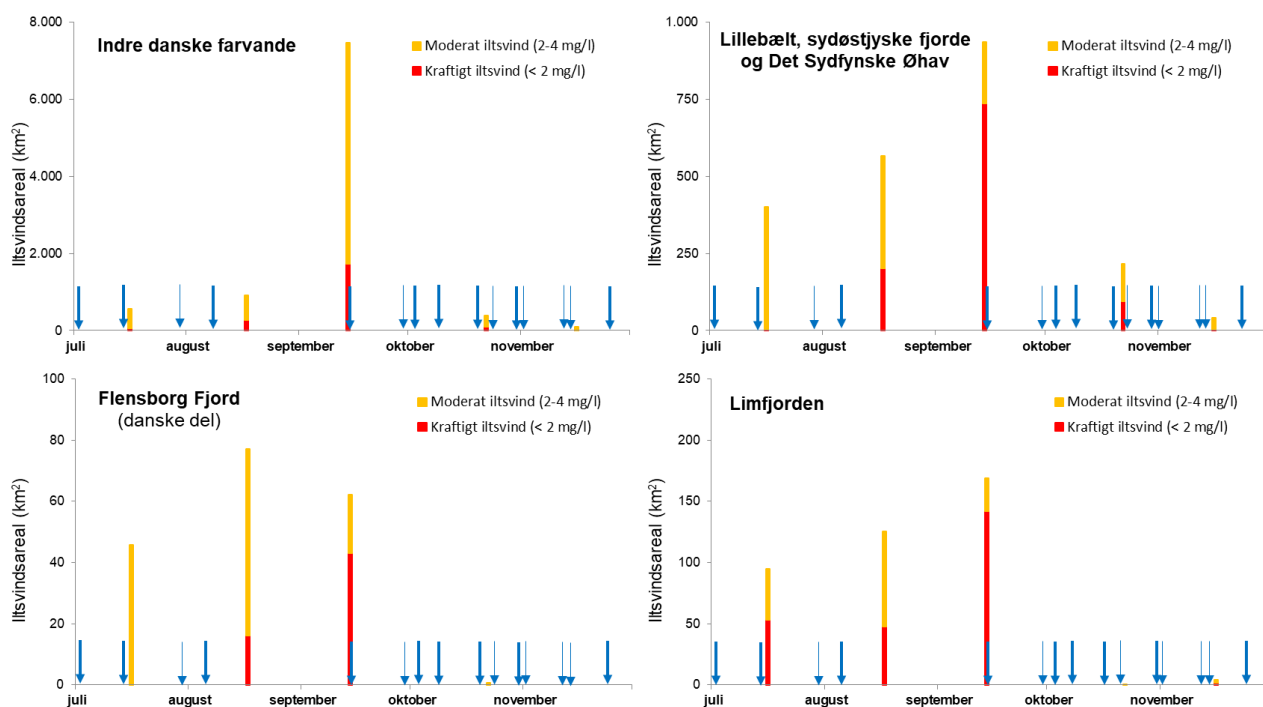 Indre danske farvande
Moderat iltsvind (2-4 mg/l)
Kraftigt iltsvind (< 2 mg/l)
Iltsvindsareal (km²)
8.000
6.000
4.000
2.000
0
juli
august
september
oktober
november
Lillebælt, sydøstjyske fjorde
og Det Sydfynske Øhav
Moderat iltsvind (2-4 mg/l)
Kraftigt iltsvind (< 2 mg/l)
Iltsvindsareal (km²)
1.000
750
500
250
0
juli
august
september
oktober
november
Flensborg Fjord
(danske del)
Moderat iltsvind (2-4 mg/l)
Kraftigt iltsvind (< 2 mg/l)
Iltsvindsareal (km²)
100
80
60
40
20
0
juli
august
september
oktober
november
Limfjorden
Moderat iltsvind (2-4 mg/l)
Kraftigt iltsvind (< 2 mg/l)
Iltsvindsareal (km²)
250
200
150
100
50
0
juli
august
september
oktober
november